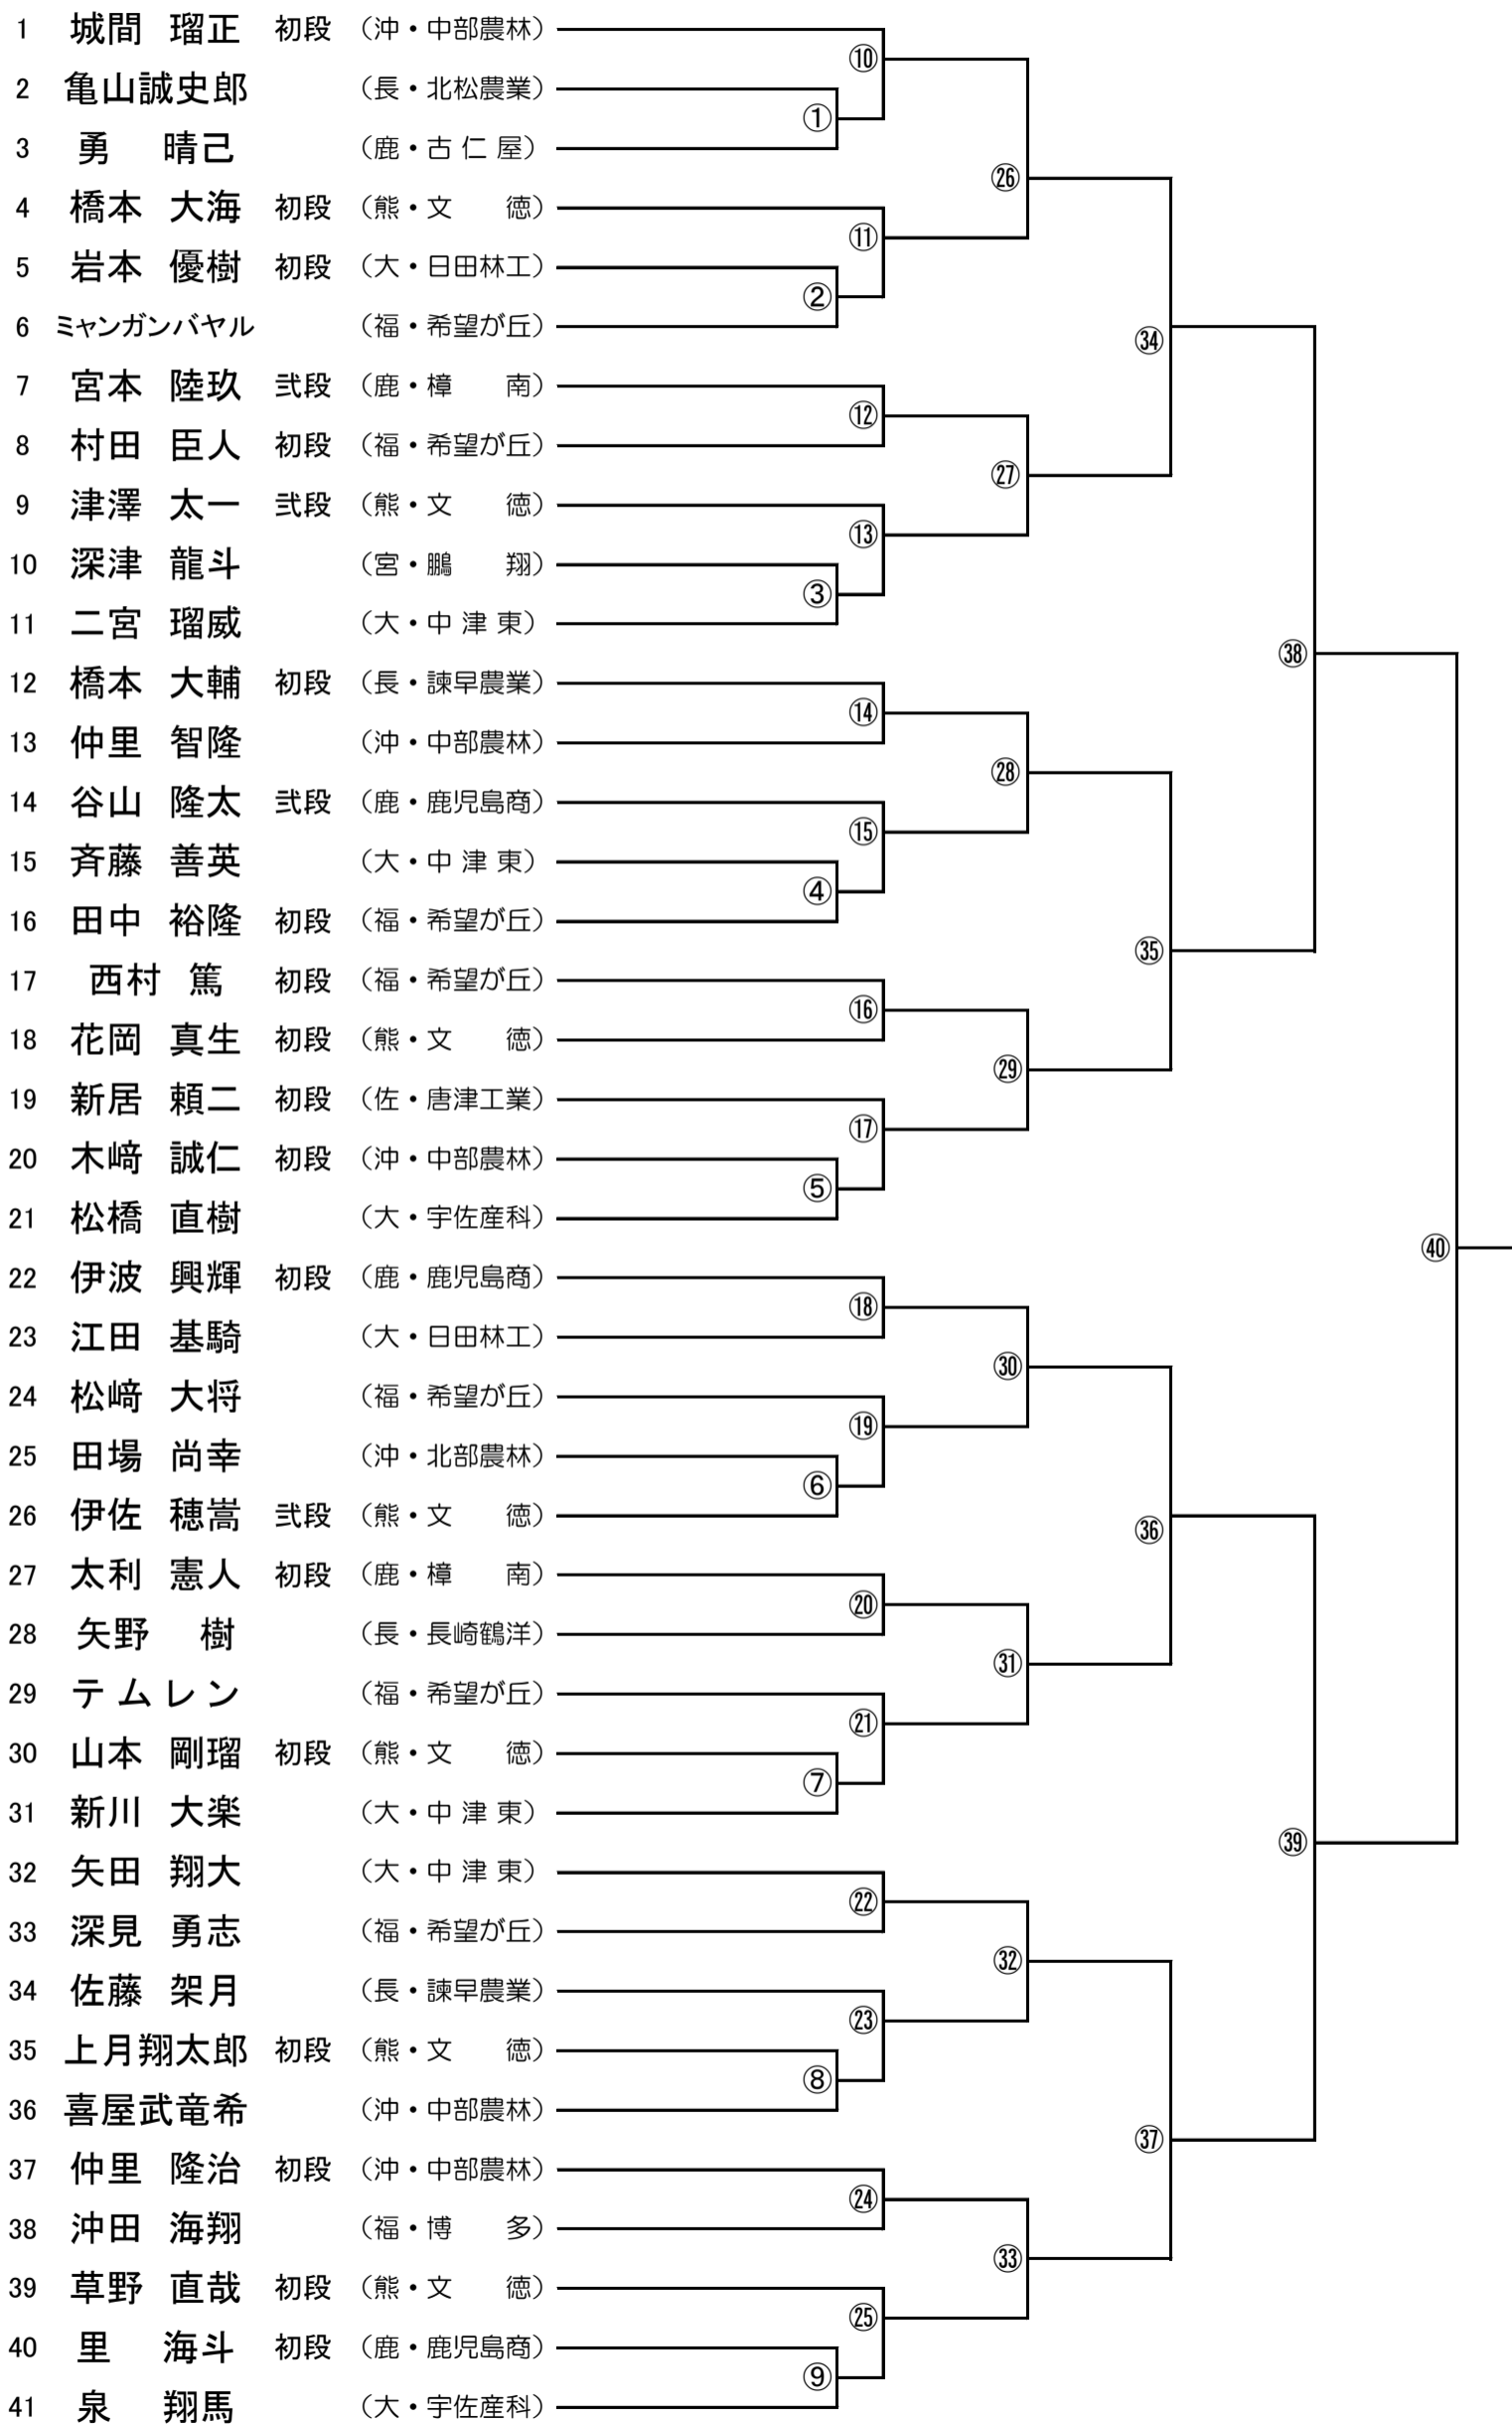 1 城間 瑠正 初段 （沖・中部農林）
⑩
2 亀山誠史郎 （長・北松農業）
①
3 勇 晴己 （鹿・古仁屋）
㉖
4 橋本 大海 初段 （熊・文 徳）
⑪
5 岩本 優樹 初段 （大・日田林工）
②
6 ミャンガンバヤル （福・希望が丘）
㉞
7 宮本 陸玖 弐段 （鹿・樟 南）
⑫
8 村田 臣人 初段 （福・希望が丘）
㉗
9 津澤 太一 弐段 （熊・文 徳）
⑬
10 深津 龍斗 （宮・鵬 翔）
③
11 二宮 瑠威 （大・中津東）
㊳
12 橋本 大輔 初段 （長・諫早農業）
⑭
13 仲里 智隆 （沖・中部農林）
㉘
14 谷山 隆太 弐段 （鹿・鹿児島商）
⑮
15 斉藤 善英 （大・中津東）
④
16 田中 裕隆 初段 （福・希望が丘）
㉟
17 西村 篤 初段 （福・希望が丘）
⑯
18 花岡 真生 初段 （熊・文 徳）
㉙
19 新居 頼二 初段 （佐・唐津工業）
⑰
20 木﨑 誠仁 初段 （沖・中部農林）
⑤
21 松橋 直樹 （大・宇佐産科）
㊵
22 伊波 興輝 初段 （鹿・鹿児島商）
⑱
23 江田 基騎 （大・日田林工）
㉚
24 松﨑 大将 （福・希望が丘）
⑲
25 田場 尚幸 （沖・北部農林）
⑥
26 伊佐 穂嵩 弐段 （熊・文 徳）
㊱
27 太利 憲人 初段 （鹿・樟 南）
⑳
28 矢野 樹 （長・長崎鶴洋）
㉛
29 テムレン （福・希望が丘）
㉑
30 山本 剛瑠 初段 （熊・文 徳）
⑦
31 新川 大楽 （大・中津東）
㊴
32 矢田 翔大 （大・中津東）
㉒
33 深見 勇志 （福・希望が丘）
㉜
34 佐藤 架月 （長・諫早農業）
㉓
35 上月翔太郎 初段 （熊・文 徳）
⑧
36 喜屋武竜希 （沖・中部農林）
㊲
37 仲里 隆治 初段 （沖・中部農林）
㉔
38 沖田 海翔 （福・博 多）
㉝
39 草野 直哉 初段 （熊・文 徳）
㉕
40 里 海斗 初段 （鹿・鹿児島商）
⑨
41 泉 翔馬 （大・宇佐産科）